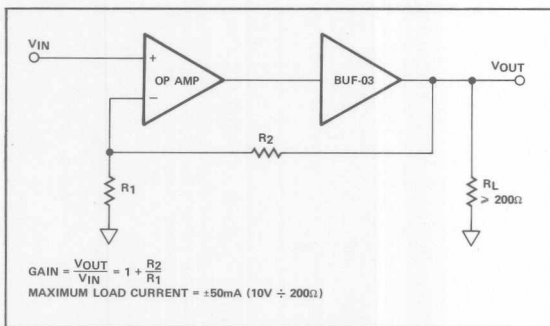 VIN
+
OP AMP
−
BUF-03
VOUT
R2
R1
RL
≥ 200Ω
GAIN = VOUT/VIN = 1 + R2/R1
MAXIMUM LOAD CURRENT = ±50mA (10V ÷ 200Ω)